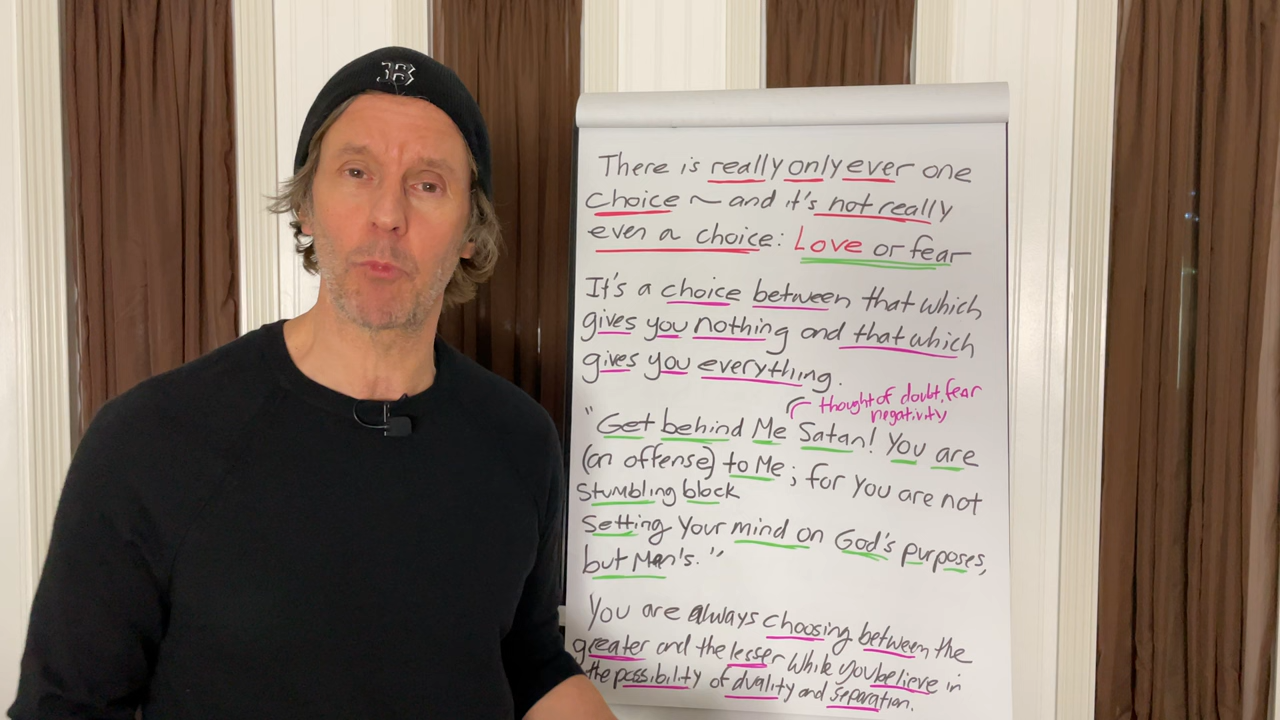 B
There is really only ever one
Choice ~ and it's not really
even a choice: Love or fear
It's a choice between that which
gives you nothing and that which
gives you everything.
thought of doubt, fear
negativity
"Get behind Me Satan! You are
(an offense) to Me; for you are not
Stumbling block
Setting your mind on God's purposes,
but Man's."
You are always choosing between the
greater and the lesser while you believe in
the possibility of duality and separation.